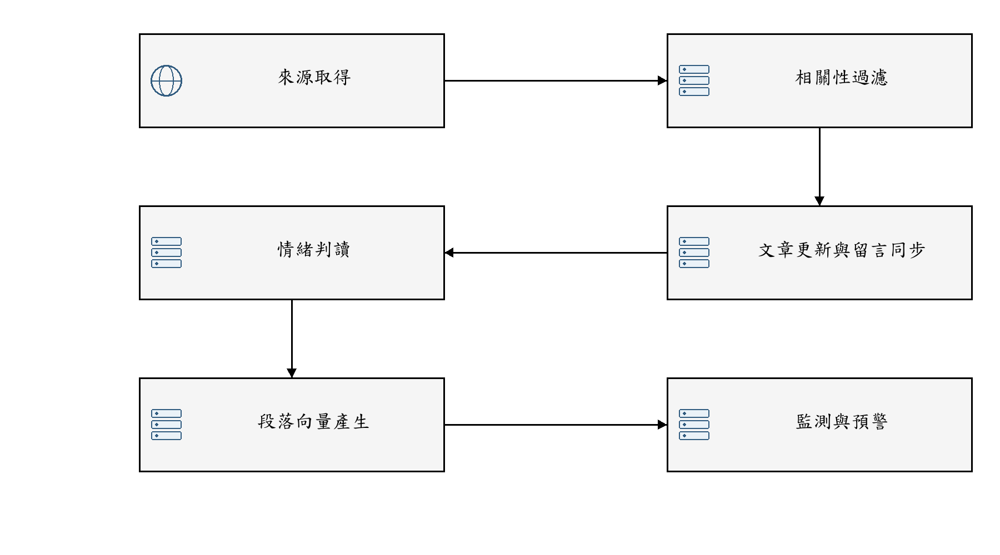 來源取得
相關性過濾
文章更新與留言同步
情緒判讀
段落向量產生
監測與預警